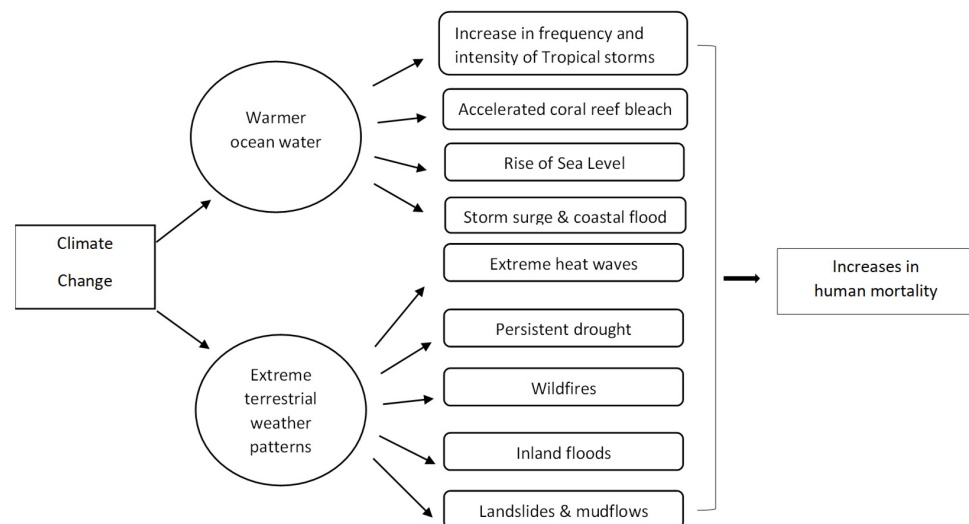 Increase in frequency and
intensity of Tropical storms
Warmer
ocean water
Accelerated coral reef bleach
Rise of Sea Level
Storm surge & coastal flood
Climate
Change
Extreme heat waves
Increases in
human mortality
Persistent drought
Extreme
terrestrial
weather
patterns
Wildfires
Inland floods
Landslides & mudflows